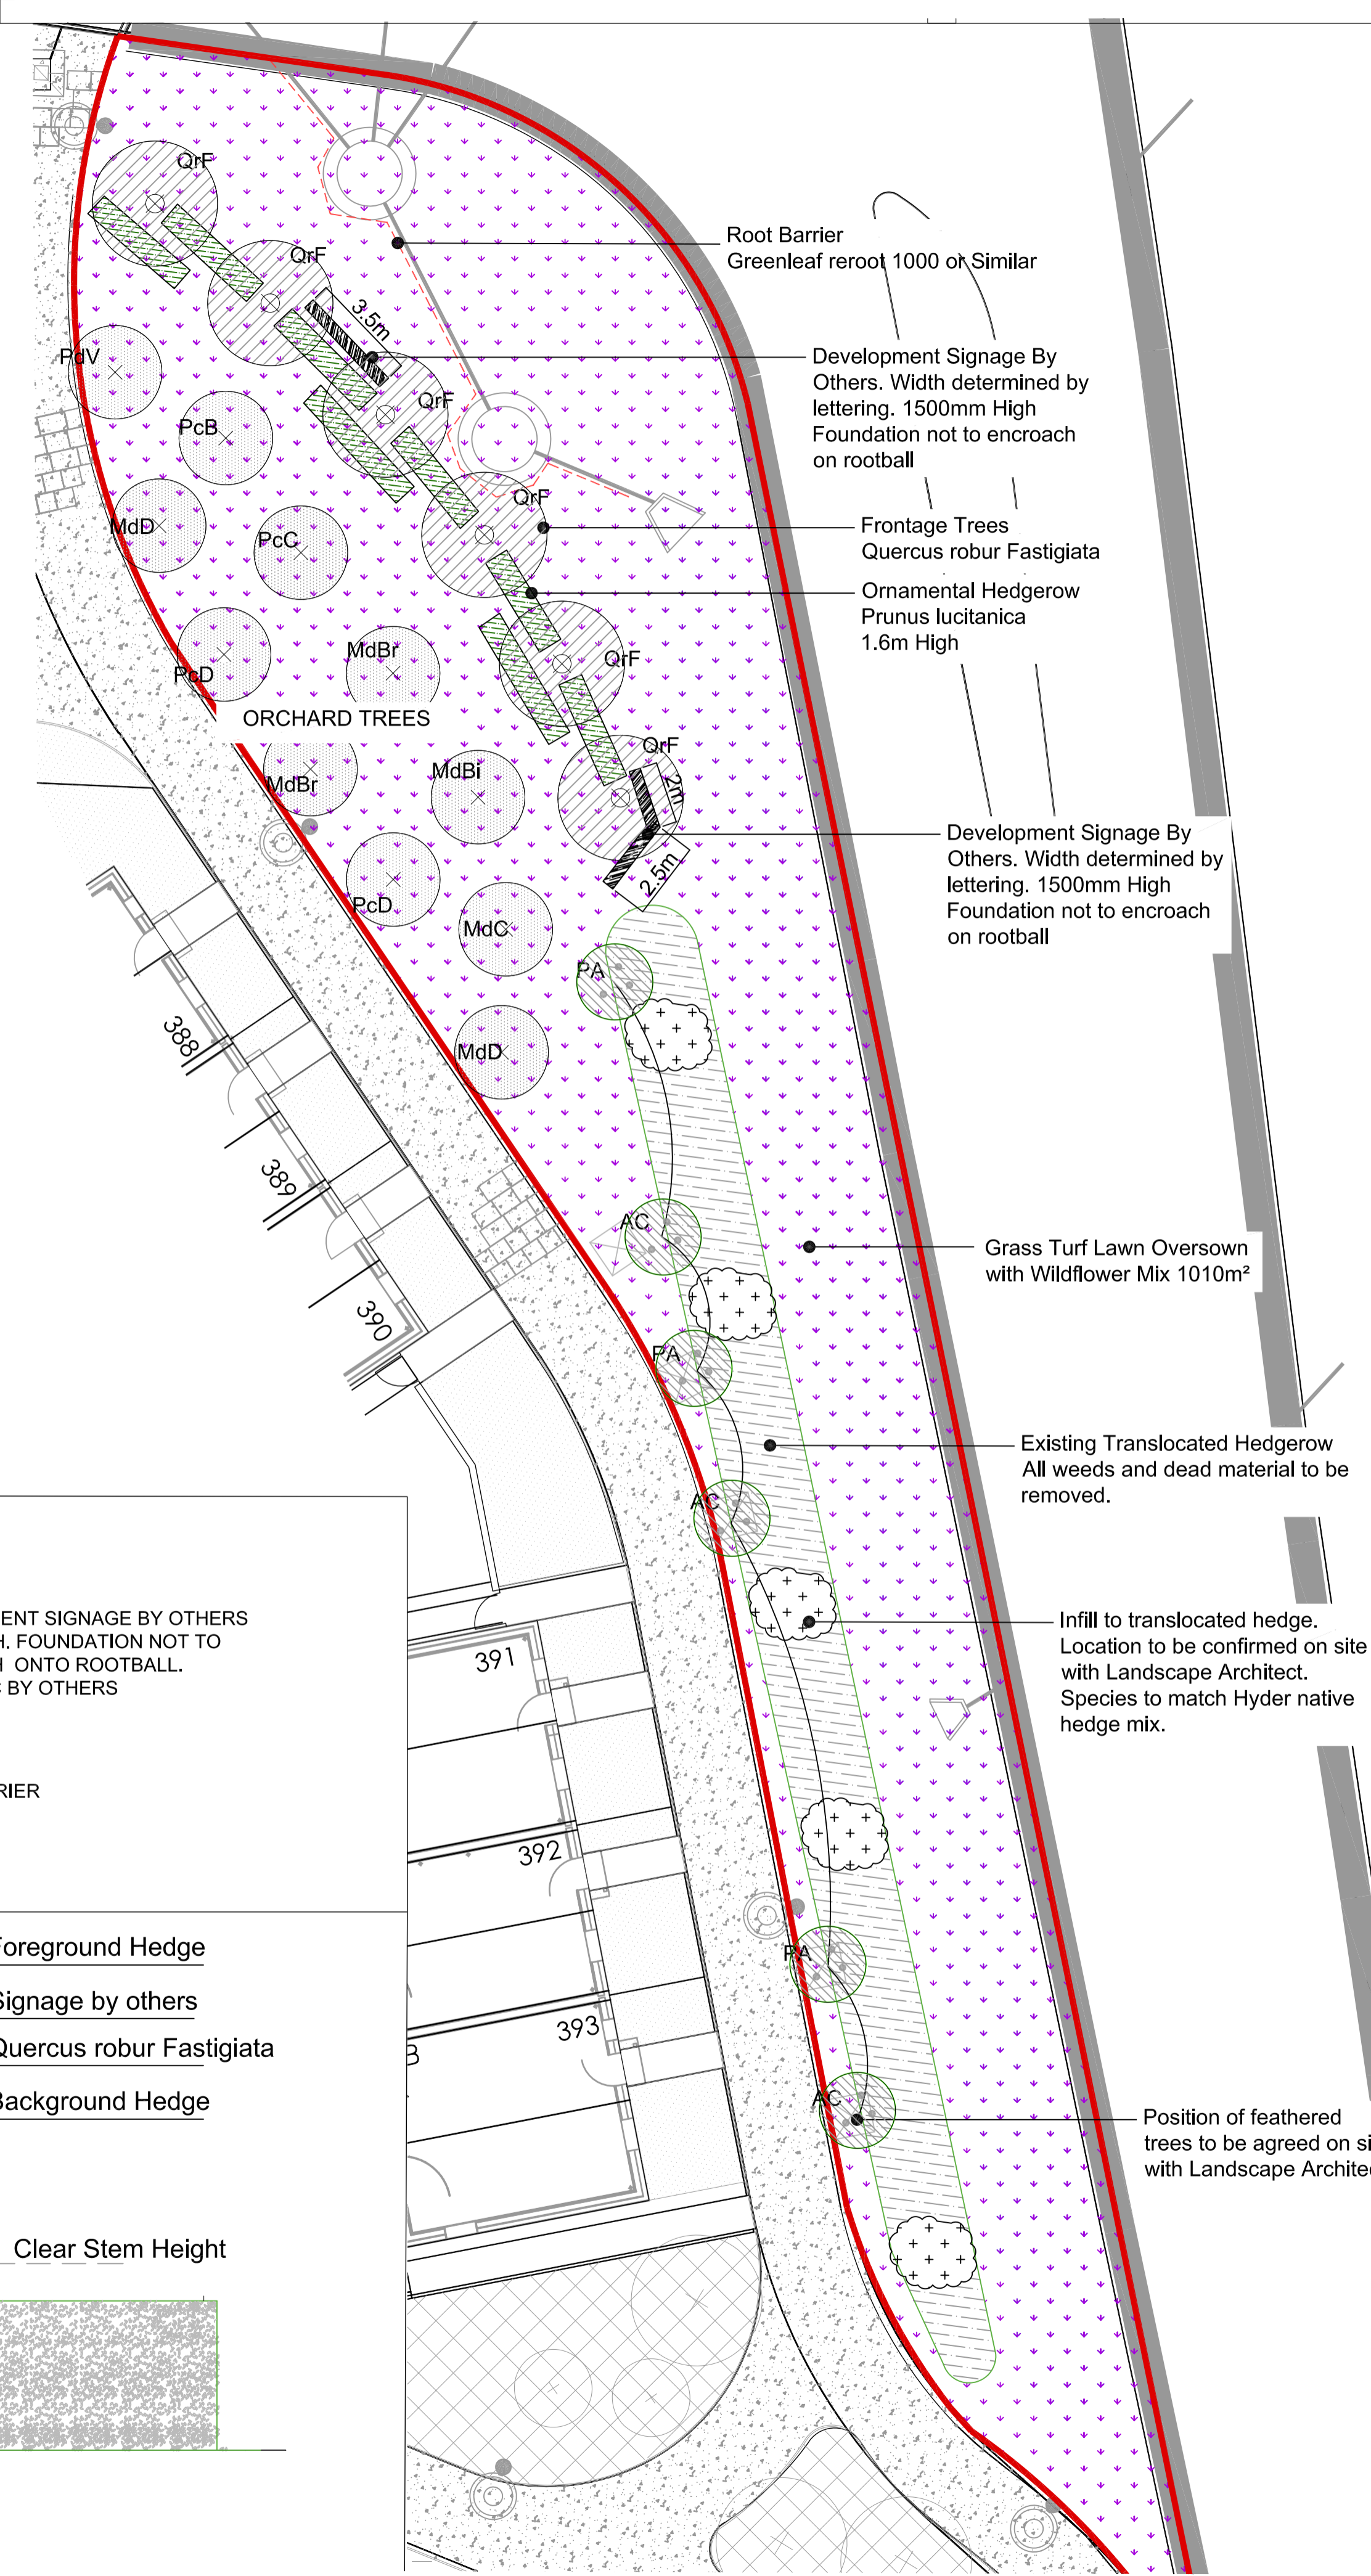 QrF
QrF
Root Barrier
Greenleaf reroot 1000 or Similar
3.5m
PdV
Development Signage By
Others. Width determined by
lettering. 1500mm High
Foundation not to encroach
on rootball
QrF
PcB
QrF
MdD
PcC
Frontage Trees
Quercus robur Fastigiata
Ornamental Hedgerow
Prunus lucitanica
1.6m High
MdBr
QrF
PcD
ORCHARD TREES
QrF
MdBi
MdBr
2m
Development Signage By
Others. Width determined by
lettering. 1500mm High
Foundation not to encroach
on rootball
2.5m
PcD
MdC
PA
388
MdD
389
AC
Grass Turf Lawn Oversown
with Wildflower Mix 1010m²
390
PA
Existing Translocated Hedgerow
All weeds and dead material to be
removed.
AC
ENT SIGNAGE BY OTHERS
H. FOUNDATION NOT TO
H ONTO ROOTBALL.
C BY OTHERS
Infill to translocated hedge.
Location to be confirmed on site
with Landscape Architect.
Species to match Hyder native
hedge mix.
391
RIER
392
Foreground Hedge
PA
Signage by others
393
Quercus robur Fastigiata
Background Hedge
AC
Position of feathered
trees to be agreed on si
with Landscape Architec
Clear Stem Height